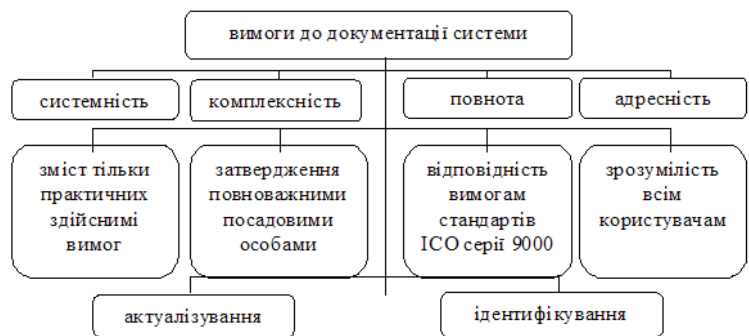 вимоги до документації системи
системність
комплексність
повнота
адресність
зміст тільки
практичних
здійснимі
вимог
затвердження
повноважними
посадовими
особами
відповідність
вимогам
стандартів
ІСО серії 9000
зрозумілість
всім
користувачам
актуалізування
ідентифікування